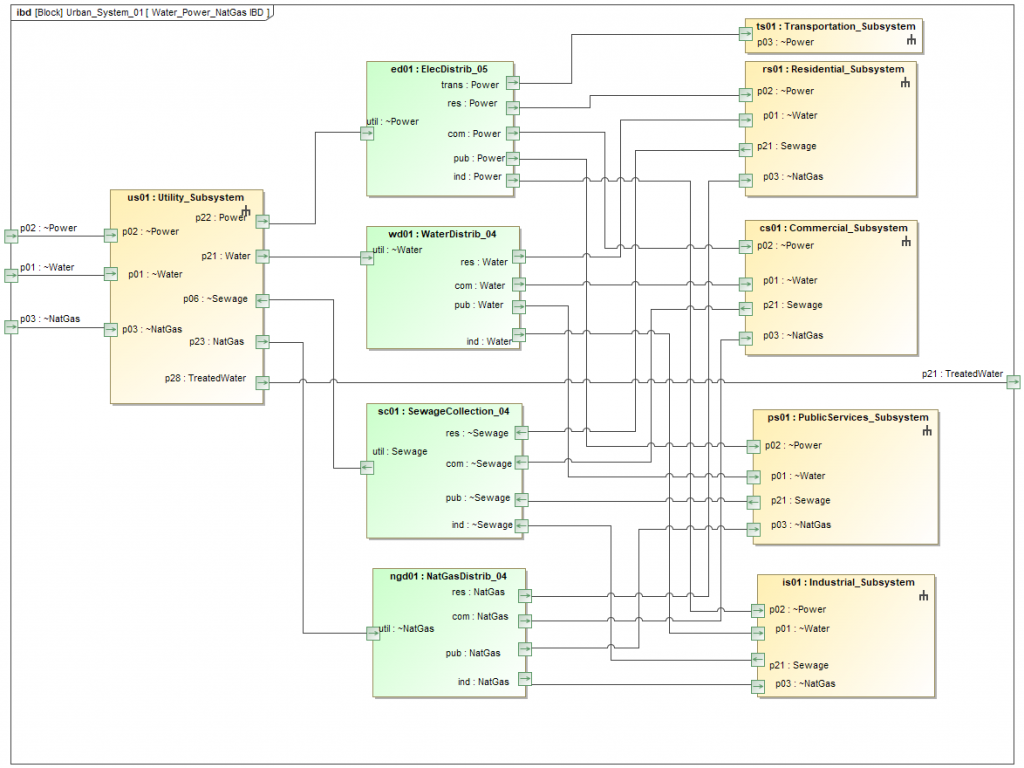 ibd [Block] Urban_System_01 [ Water_Power_NatGas IBD ]
p02 : ~Power
p01 : ~Water
p03 : ~NatGas
us01 : Utility_Subsystem
p22 : Power
p02 : ~Power
p21 : Water
p01 : ~Water
p06 : ~Sewage
p03 : ~NatGas
p23 : NatGas
p28 : TreatedWater
ed01 : ElecDistrib_05
trans : Power
res : Power
util : ~Power
com : Power
pub : Power
ind : Power
wd01 : WaterDistrib_04
util : ~Water
res : Water
com : Water
pub : Water
ind : Water
sc01 : SewageCollection_04
res : ~Sewage
util : Sewage
com : ~Sewage
pub : ~Sewage
ind : ~Sewage
ngd01 : NatGasDistrib_04
res : NatGas
com : NatGas
util : ~NatGas
pub : NatGas
ind : NatGas
ts01 : Transportation_Subsystem
p03 : ~Power
rs01 : Residential_Subsystem
p02 : ~Power
p01 : ~Water
p21 : Sewage
p03 : ~NatGas
cs01 : Commercial_Subsystem
p02 : ~Power
p01 : ~Water
p21 : Sewage
p03 : ~NatGas
p21 : TreatedWater
ps01 : PublicServices_Subsystem
p02 : ~Power
p01 : ~Water
p21 : Sewage
p03 : ~NatGas
is01 : Industrial_Subsystem
p02 : ~Power
p01 : ~Water
p21 : Sewage
p03 : ~NatGas